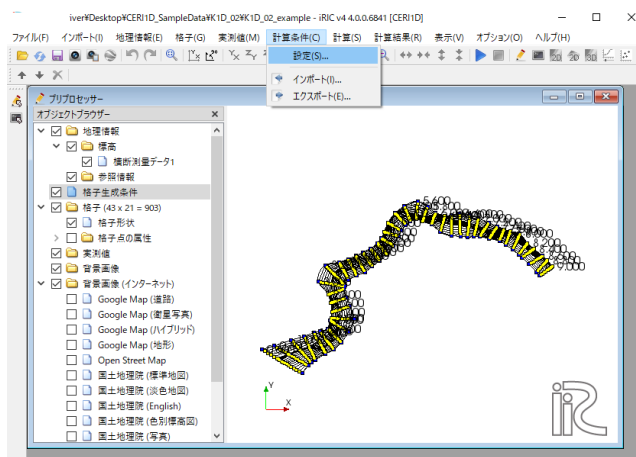 iver¥Desktop¥CERI1D_SampleData¥K1D_02¥K1D_02_example - iRIC v4 4.0.0.6841 [CERI1D]
ファイル(F) インポート(I) 地理情報(E) 格子(G) 実測値(M) 計算条件(C) 計算(S) 計算結果(R) 表示(V) オプション(O) ヘルプ(H)
設定(S)...
インポート(I)...
エクスポート(E)...
プリプロセッサー
オブジェクトブラウザー
地理情報
標高
横断測量データ1
参照情報
格子生成条件
格子 (43 x 21 = 903)
格子形状
格子点の属性
実測値
背景画像
背景画像 (インターネット)
Google Map (道路)
Google Map (衛星写真)
Google Map (ハイブリッド)
Google Map (地形)
Open Street Map
国土地理院 (標準地図)
国土地理院 (淡色地図)
国土地理院 (English)
国土地理院 (色別標高図)
国土地理院 (写真)
Y
X
iRIC